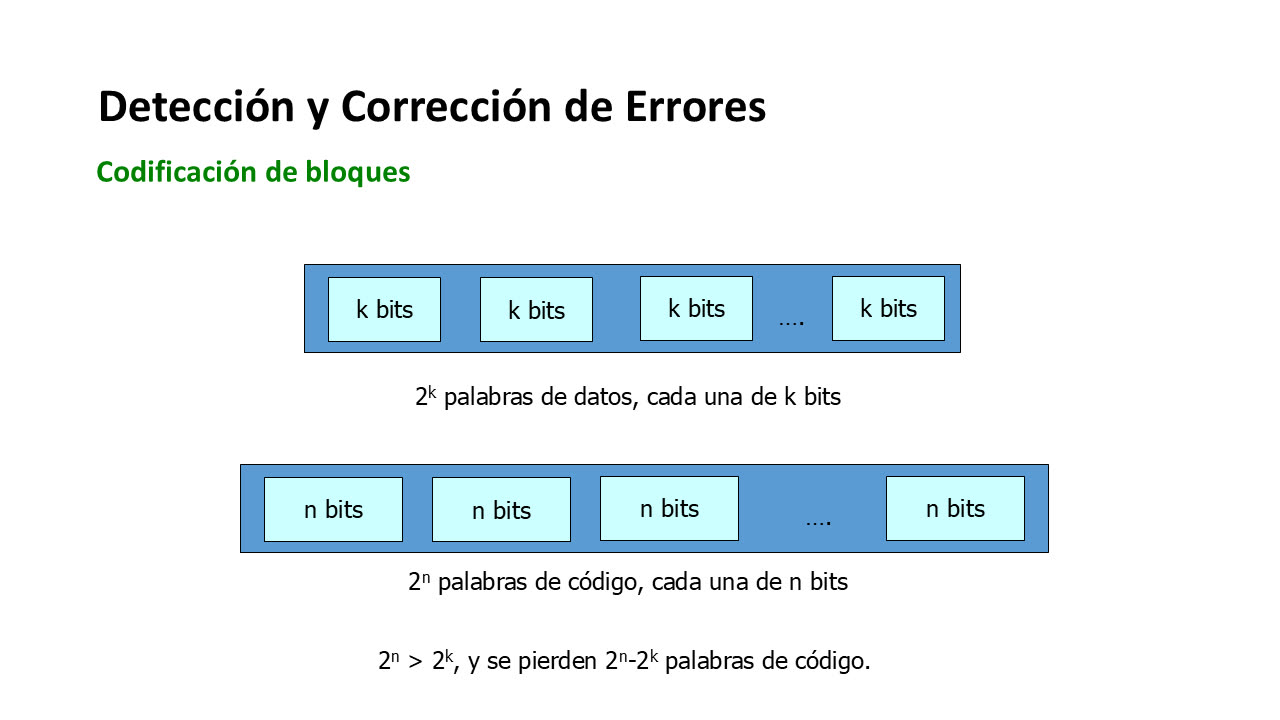 Detección y Corrección de Errores
Codificación de bloques
k bits k bits k bits .... k bits
2ᵏ palabras de datos, cada una de k bits
n bits n bits n bits .... n bits
2ⁿ palabras de código, cada una de n bits
2ⁿ > 2ᵏ, y se pierden 2ⁿ-2ᵏ palabras de código.